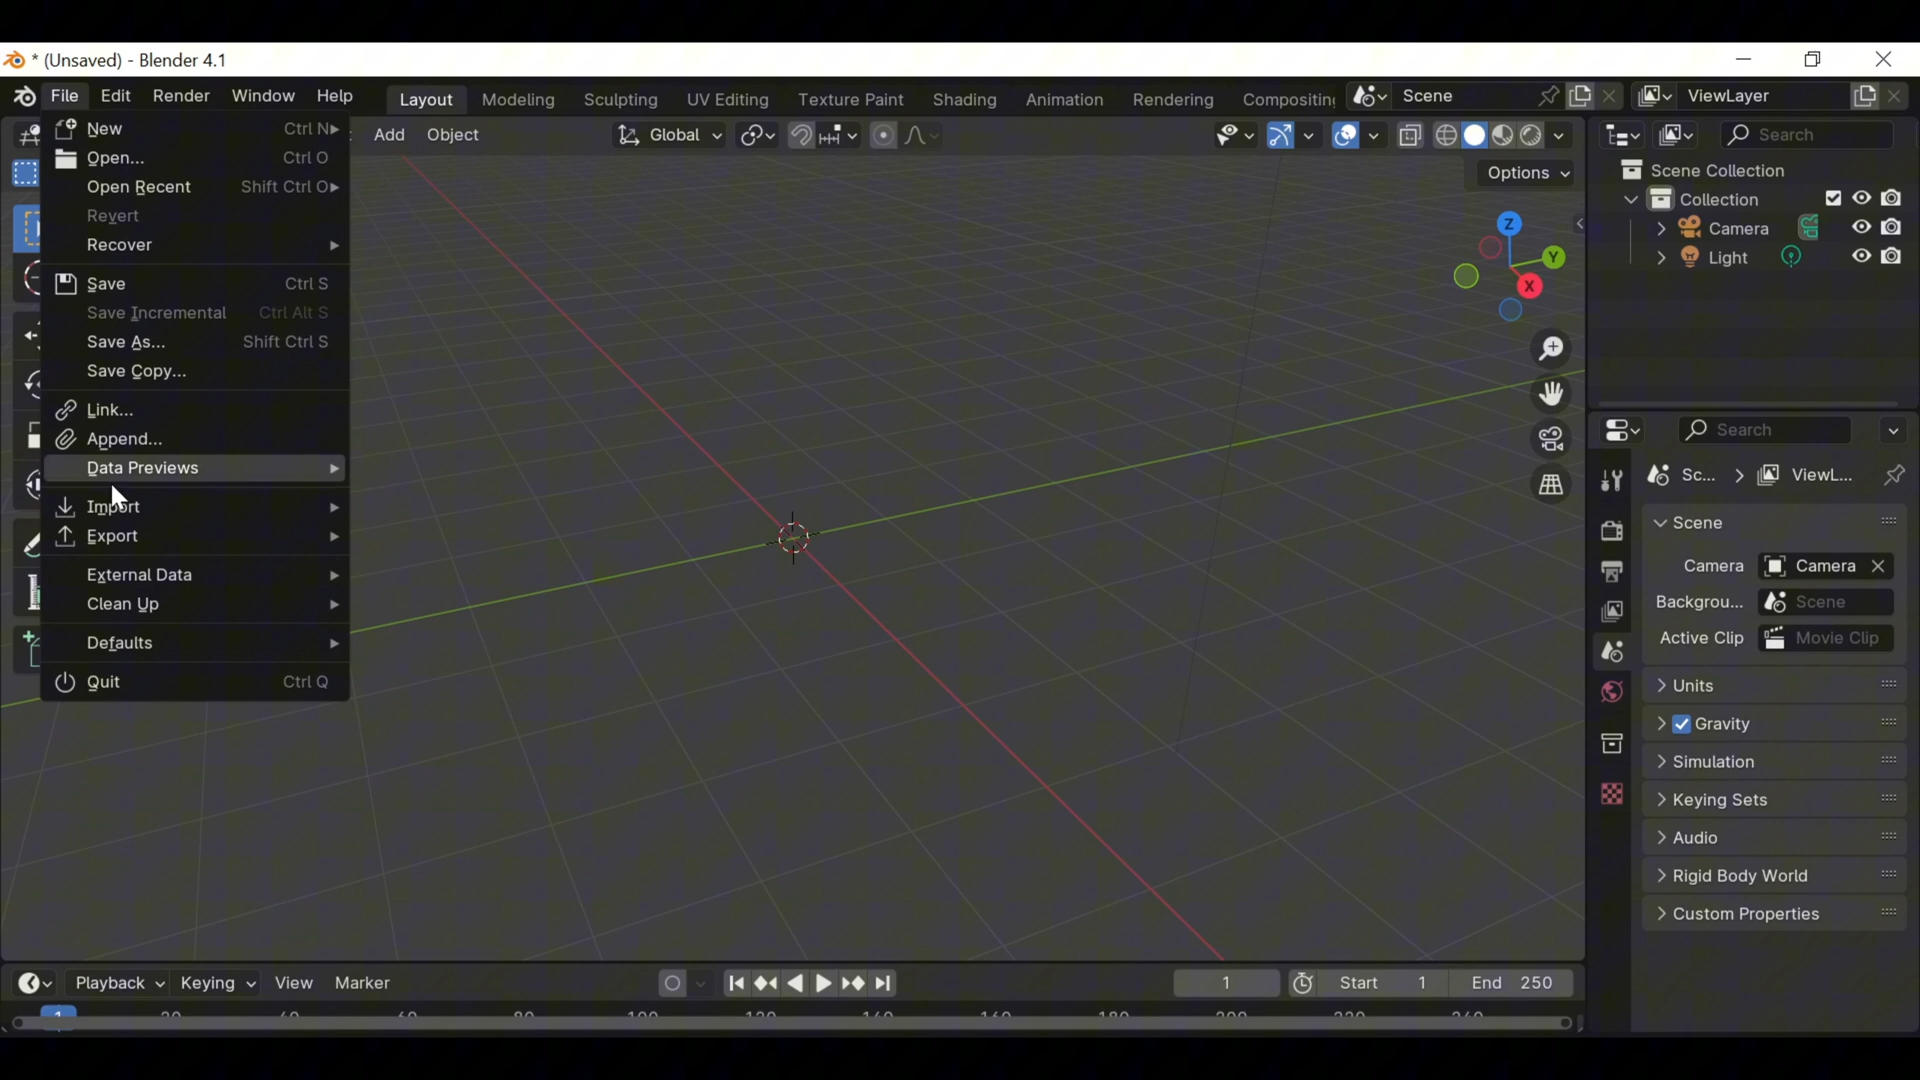 * (Unsaved) - Blender 4.1
File Edit Render Window Help
Layout Modeling Sculpting UV Editing Texture Paint Shading Animation Rendering
Scene
ViewLayer
Add Object
Global
Options
New Ctrl N
Open... Ctrl O
Open Recent Shift Ctrl O
Revert
Recover
Save Ctrl S
Save Incremental Ctrl Alt S
Save As... Shift Ctrl S
Save Copy...
Link...
Append...
Data Previews
Import
Export
External Data
Clean Up
Defaults
Quit Ctrl Q
Z
Y
X
Search
Scene Collection
Collection
Camera
Light
Search
Sc... > ViewL...
Scene
Camera Camera
Backgrou... Scene
Active Clip Movie Clip
Units
Gravity
Simulation
Keying Sets
Audio
Rigid Body World
Custom Properties
Playback Keying View Marker
1
Start 1
End 250
1 20 40 60 80 100 120 140 160 180 200 220 240